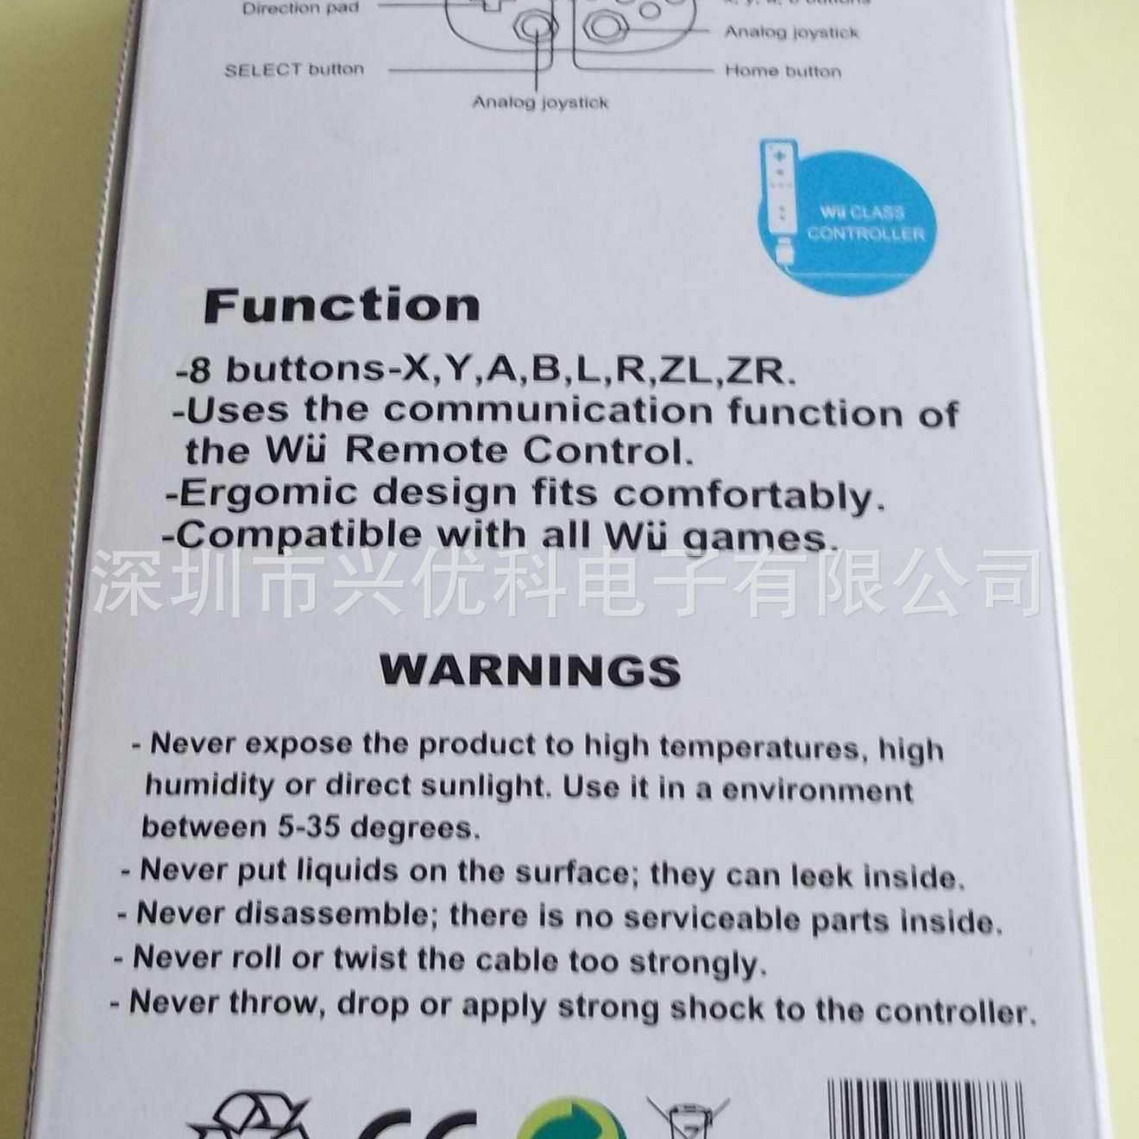 Direction pad
Analog joystick
SELECT button
Home button
Analog joystick
Wii CLASS
CONTROLLER
Function
-8 buttons-X,Y,A,B,L,R,ZL,ZR.
-Uses the communication function of
the Wii Remote Control.
-Ergomic design fits comfortably.
-Compatible with all Wii games.
深圳市兴优科电子有限公司
WARNINGS
- Never expose the product to high temperatures, high
humidity or direct sunlight. Use it in a environment
between 5-35 degrees.
- Never put liquids on the surface; they can leek inside.
- Never disassemble; there is no serviceable parts inside.
- Never roll or twist the cable too strongly.
- Never throw, drop or apply strong shock to the controller.